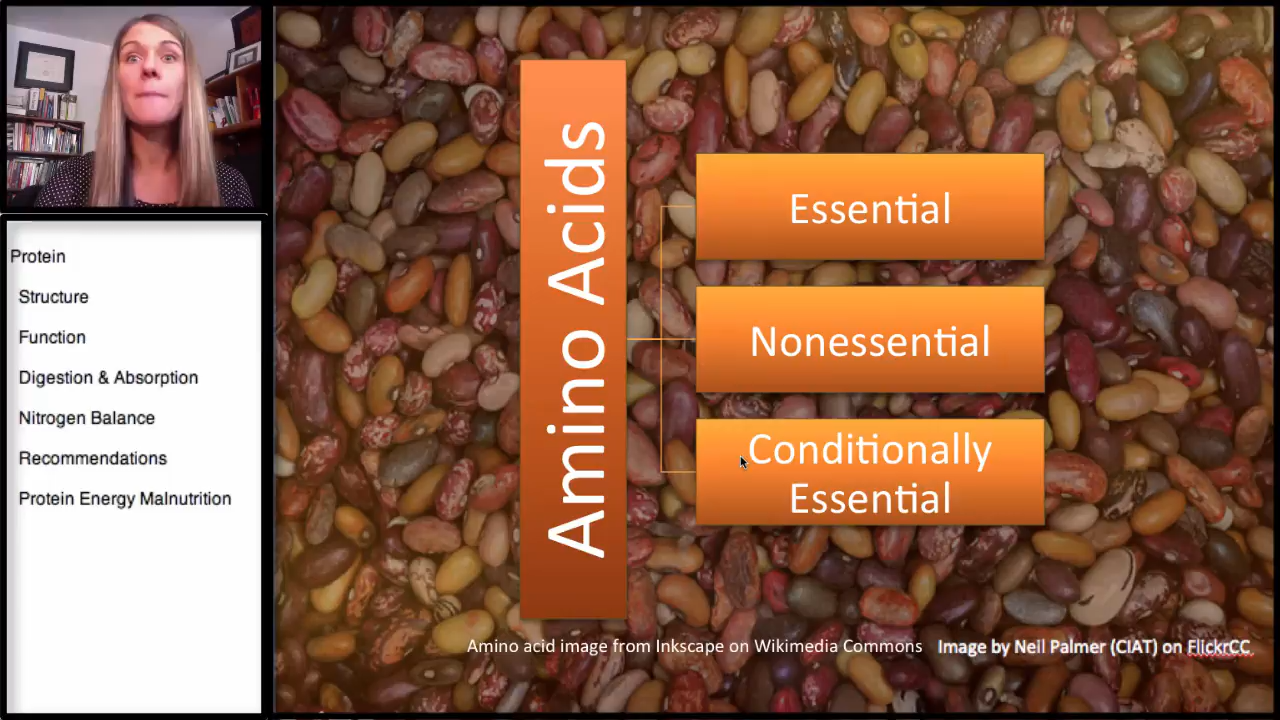 Protein
Structure
Function
Digestion & Absorption
Nitrogen Balance
Recommendations
Protein Energy Malnutrition
Amino Acids
Essential
Nonessential
Conditionally
Essential
Amino acid image from Inkscape on Wikimedia Commons
Image by Neil Palmer (CIAT) on FlickrCC